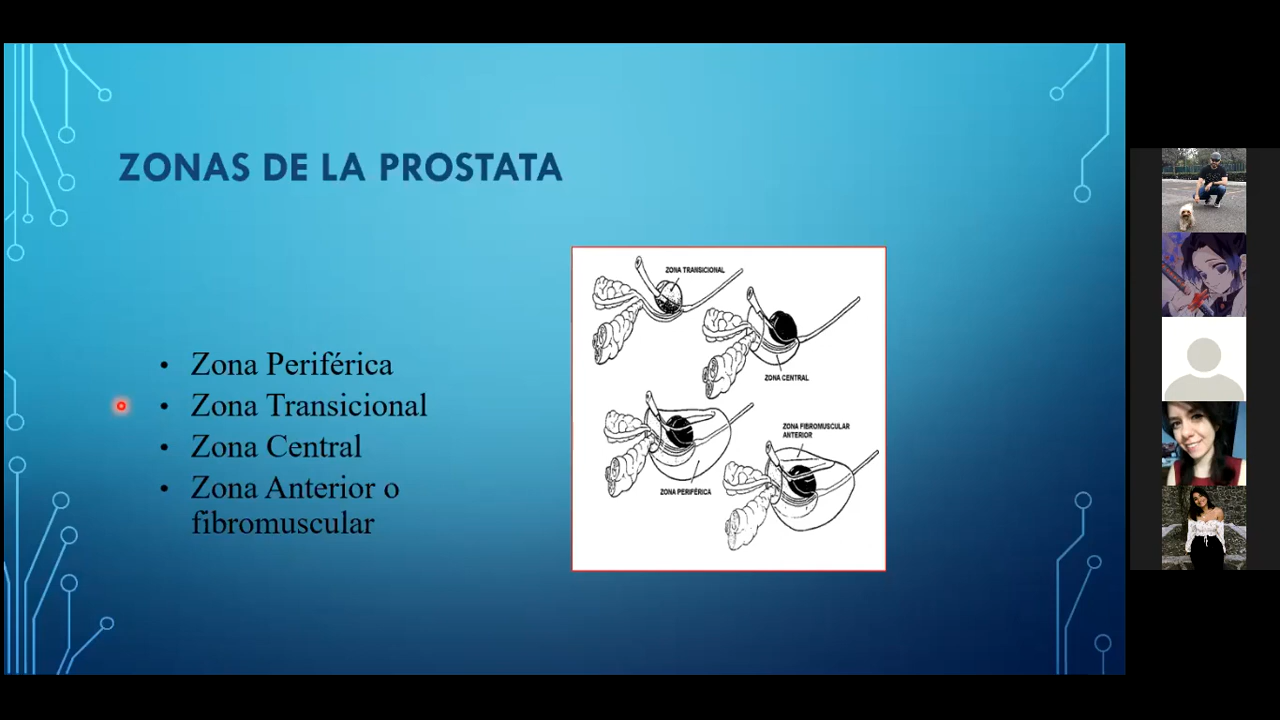 ZONAS DE LA PROSTATA
• Zona Periférica
• Zona Transicional
• Zona Central
• Zona Anterior o
fibromuscular
ZONA TRANSICIONAL
ZONA CENTRAL
ZONA PERIFÉRICA
ZONA FIBROMUSCULAR
ANTERIOR